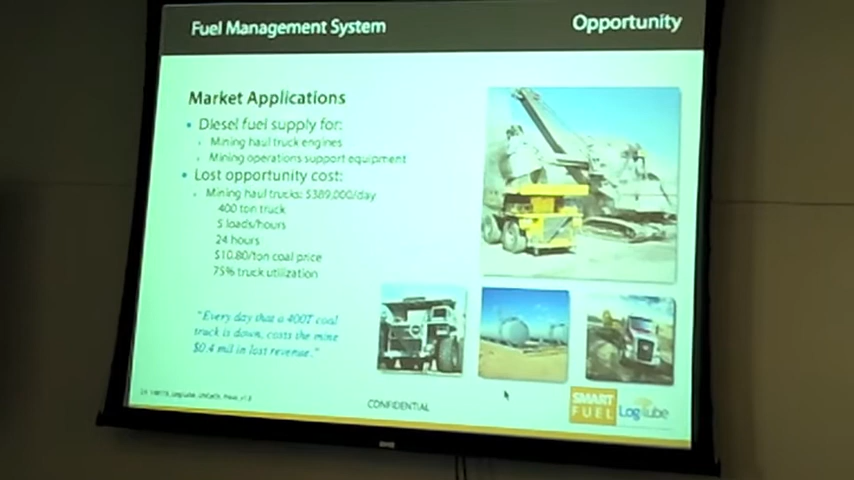 Fuel Management System
Opportunity
Market Applications
• Diesel fuel supply for:
Mining haul truck engines
Mining operations support equipment
• Lost opportunity cost:
Mining haul trucks: $389,000/day
400 ton truck
5 loads/hours
24 hours
$10.80/ton coal price
75% truck utilization
"Every day that a 400T coal
truck is down, costs the mine
$0.4 mil in lost revenue."
CONFIDENTIAL
SMART
FUEL
LogLube